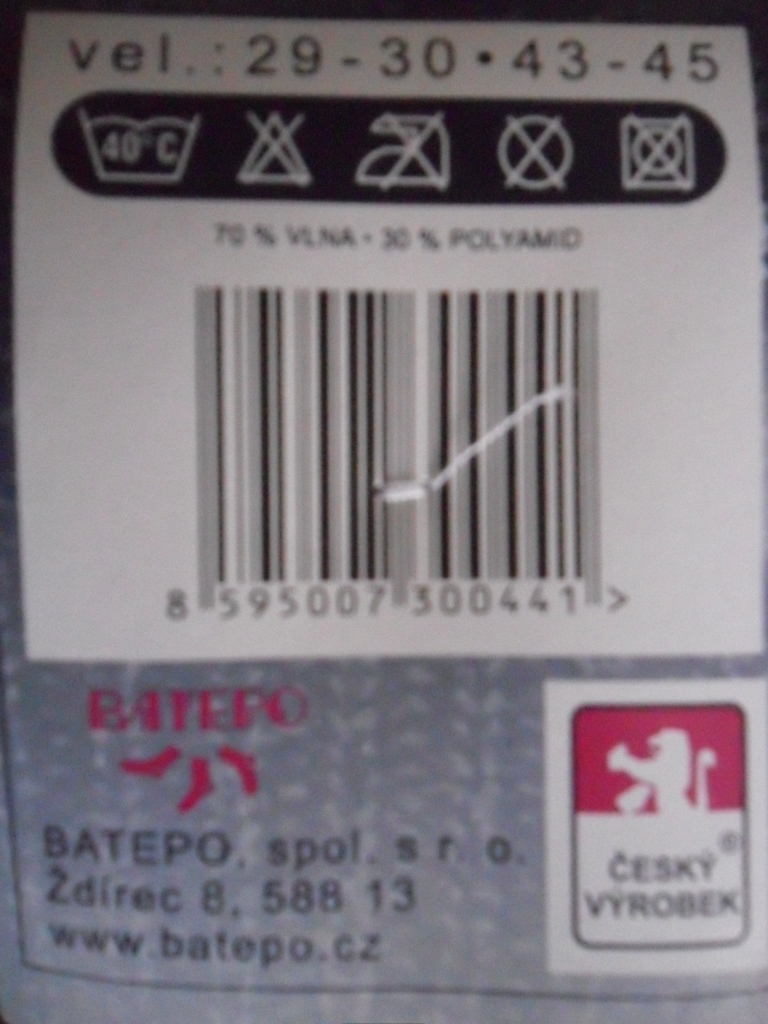 vel.: 29-30•43-45
40°C
70 % VLNA - 30 % POLYAMID
8 595007 300441 >
BATEPO
BATEPO, spol. s r. o.
Ždírec 8, 588 13
www.batepo.cz
®
ČESKÝ
VÝROBEK